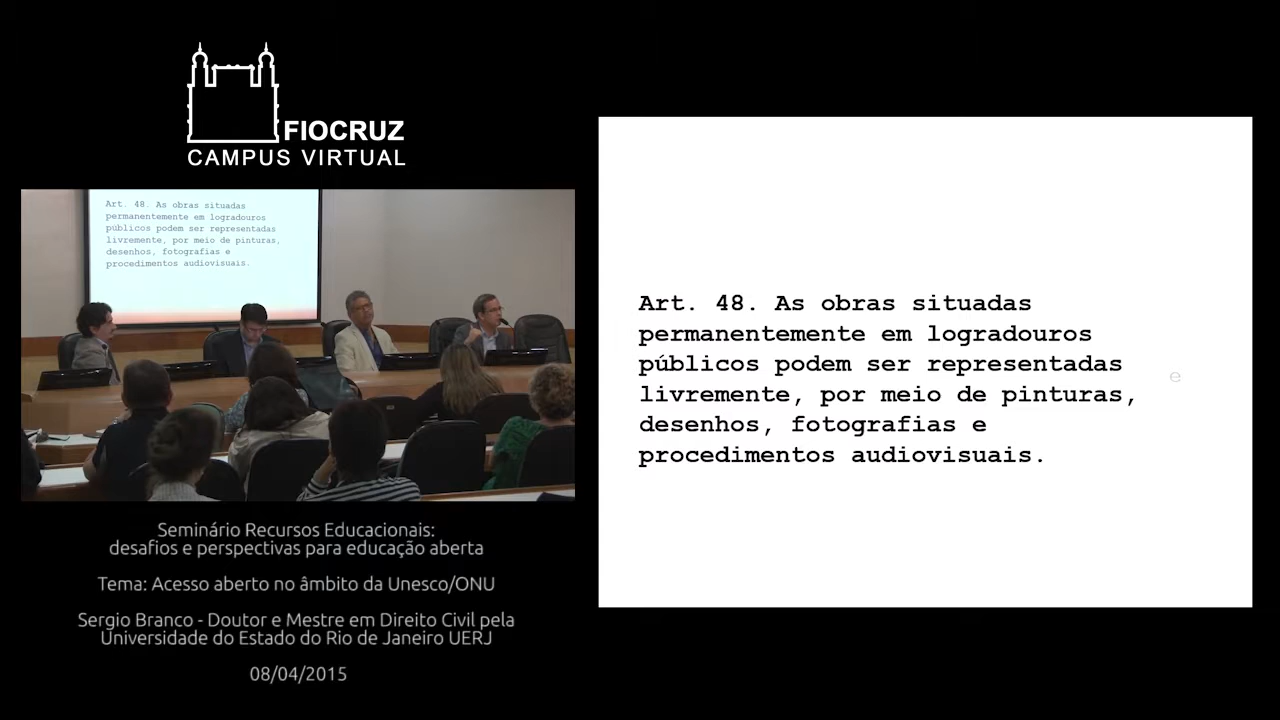 FIOCRUZ
CAMPUS VIRTUAL
Art. 48. As obras situadas
permanentemente em logradouros
públicos podem ser representadas
livremente, por meio de pinturas,
desenhos, fotografias e
procedimentos audiovisuais.
Seminário Recursos Educacionais:
desafios e perspectivas para educação aberta
Tema: Acesso aberto no âmbito da Unesco/ONU
Sergio Branco - Doutor e Mestre em Direito Civil pela
Universidade do Estado do Rio de Janeiro UERJ
08/04/2015
Art. 48. As obras situadas
permanentemente em logradouros
públicos podem ser representadas
livremente, por meio de pinturas,
desenhos, fotografias e
procedimentos audiovisuais.